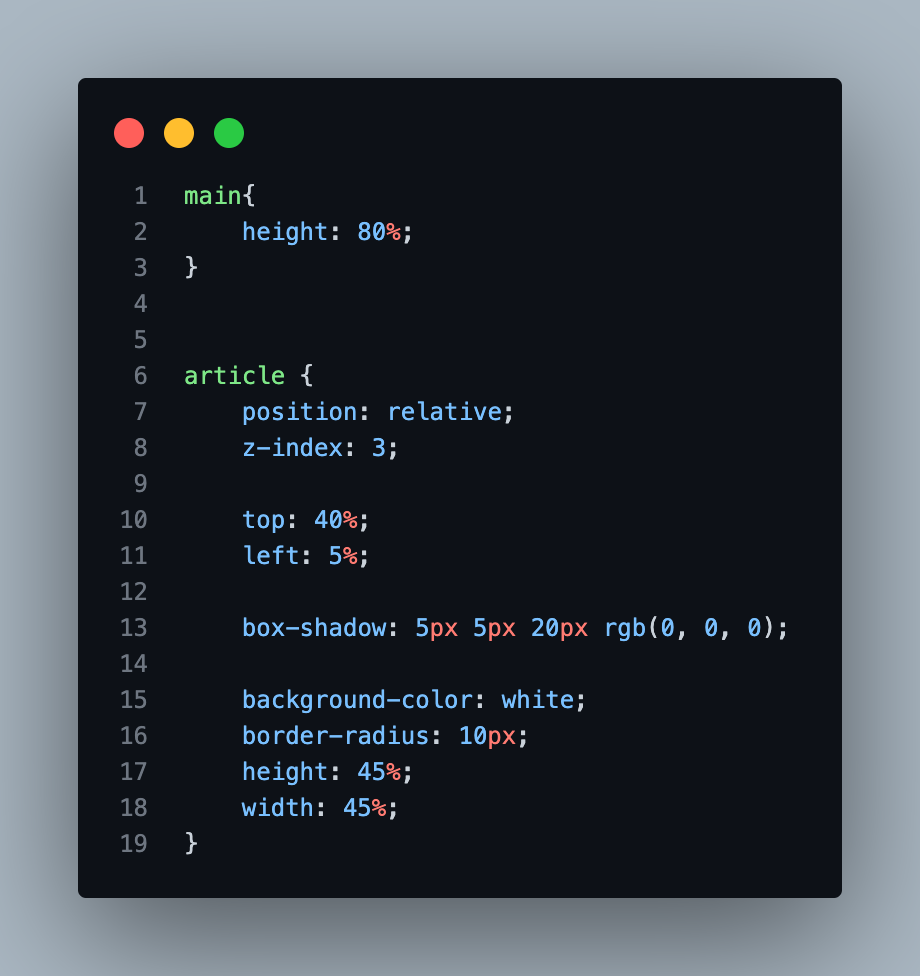 1 main{
2     height: 80%;
3 }
4
5
6 article {
7     position: relative;
8     z-index: 3;
9
10     top: 40%;
11     left: 5%;
12
13     box-shadow: 5px 5px 20px rgb(0, 0, 0);
14
15     background-color: white;
16     border-radius: 10px;
17     height: 45%;
18     width: 45%;
19 }